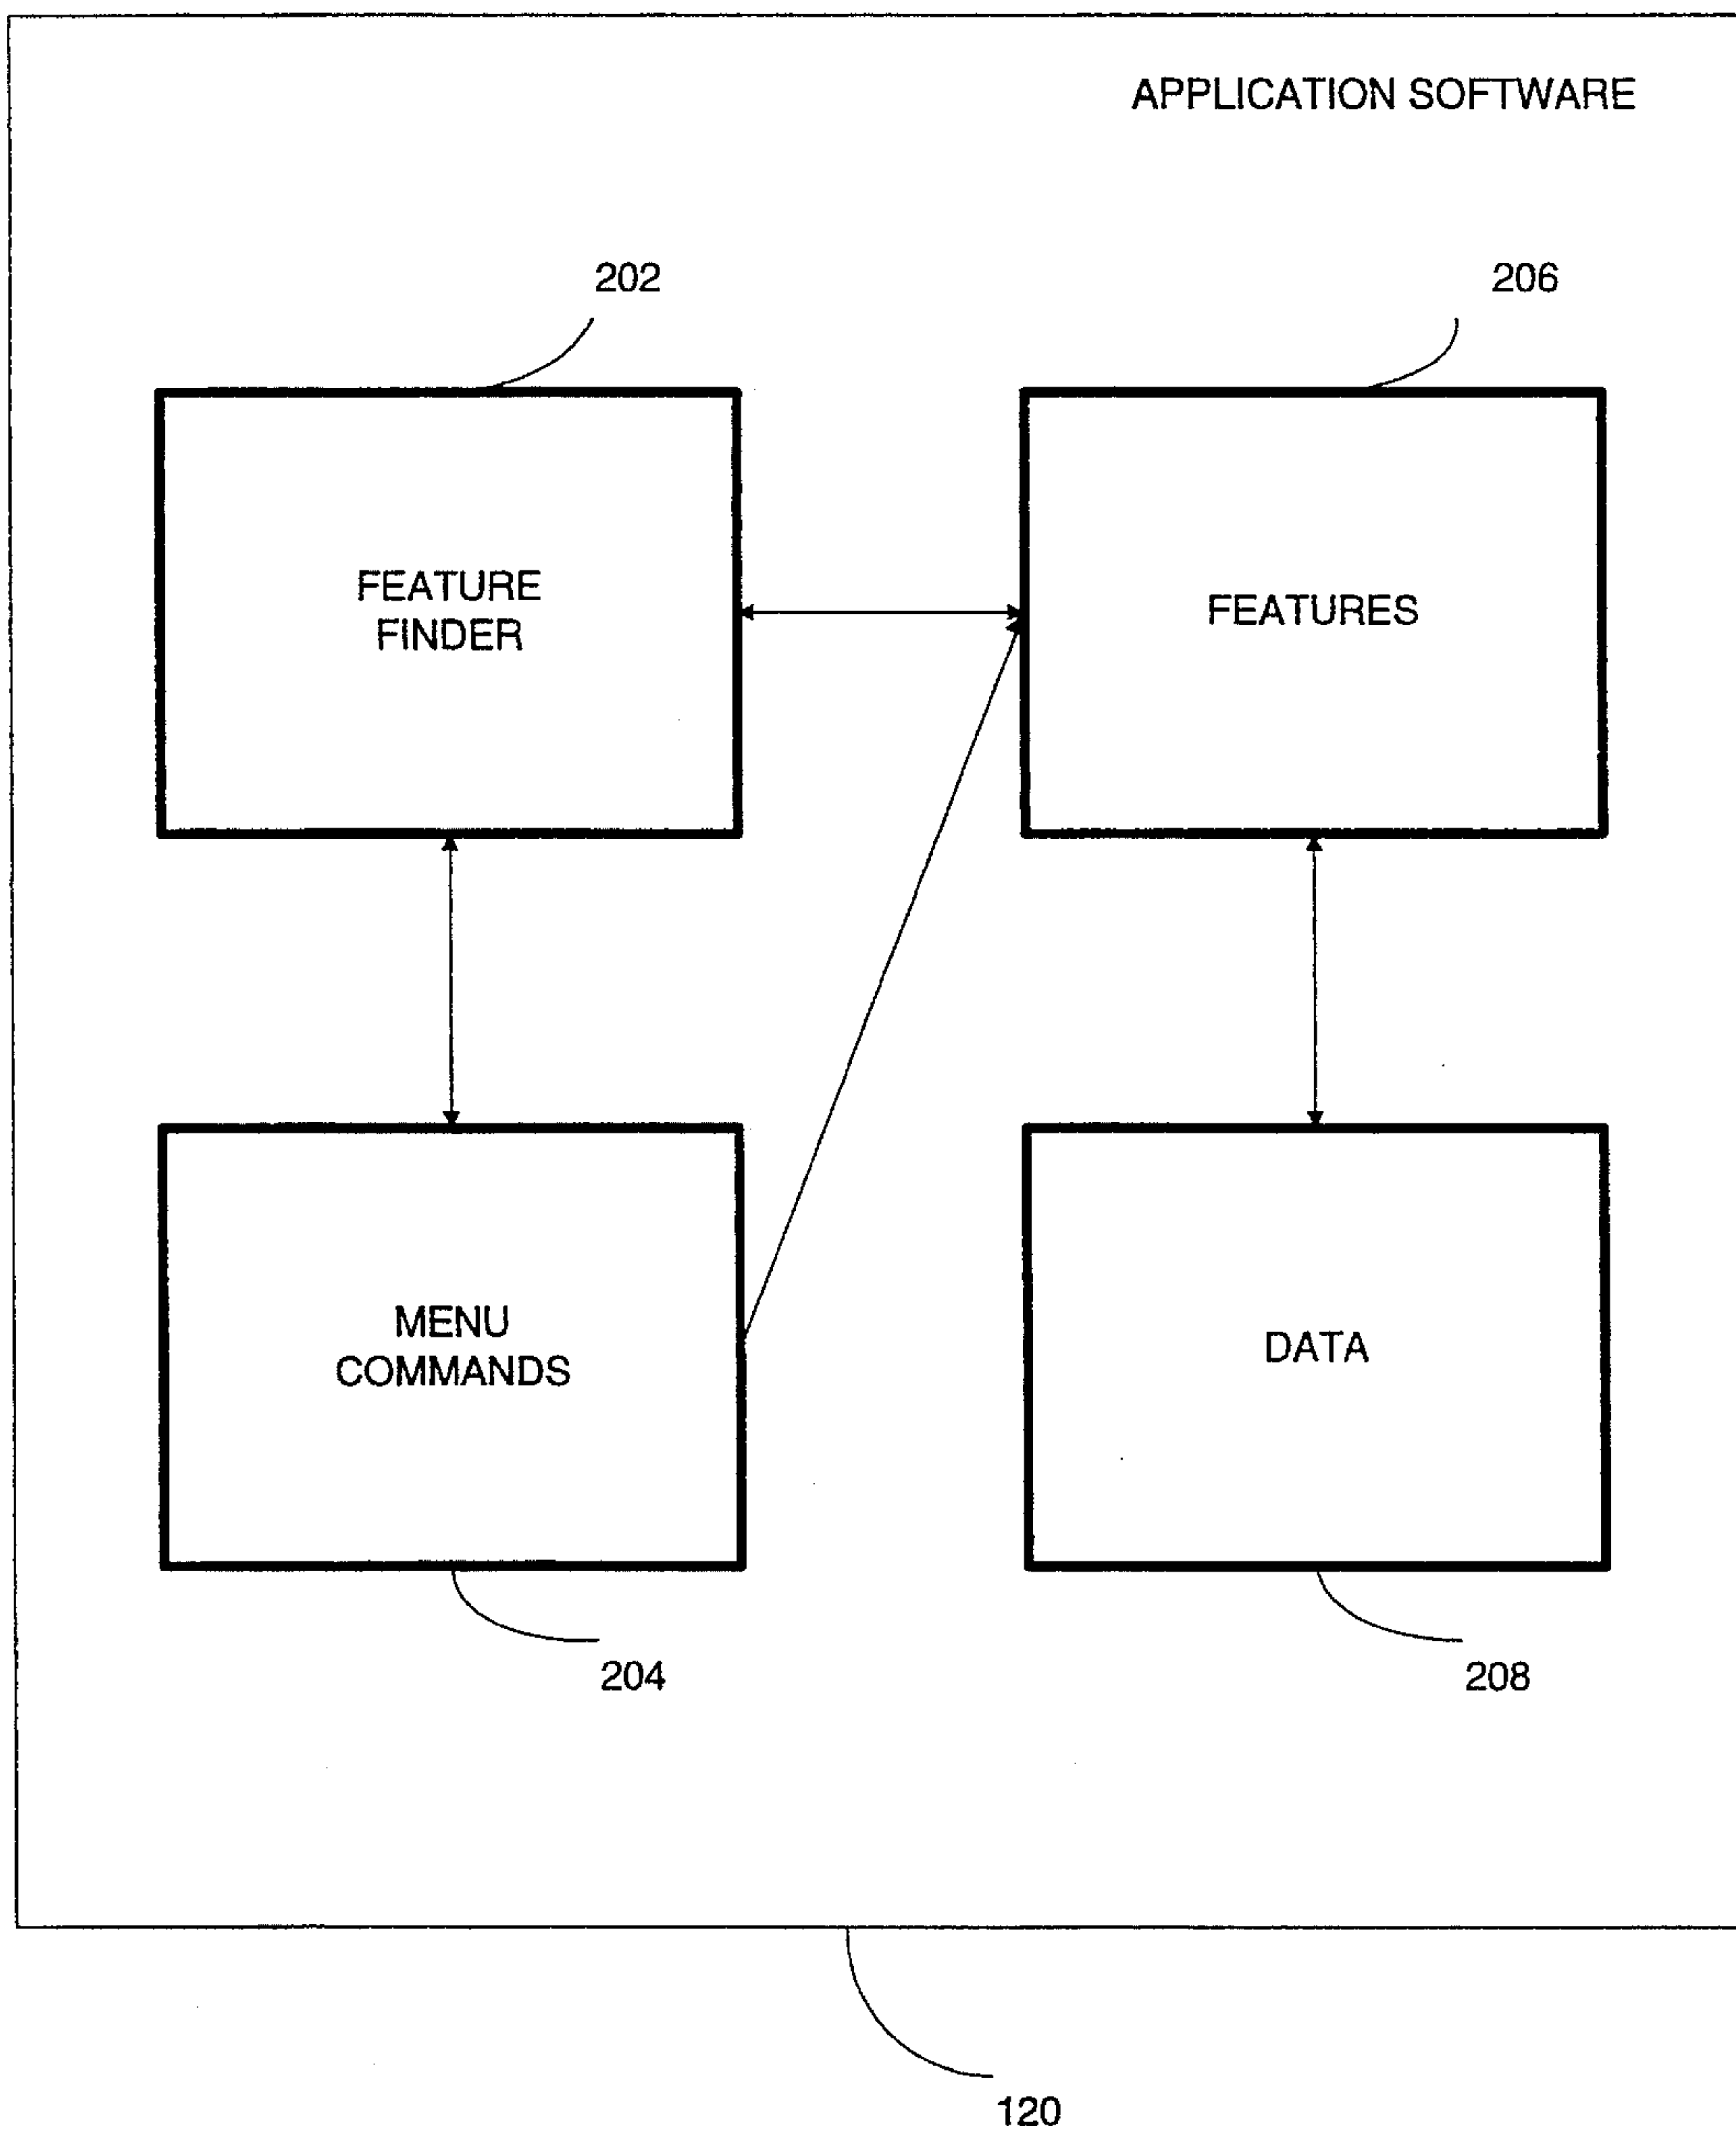 APPLICATION SOFTWARE
202
206
FEATURE
FINDER
FEATURES
MENU
COMMANDS
DATA
204
208
120